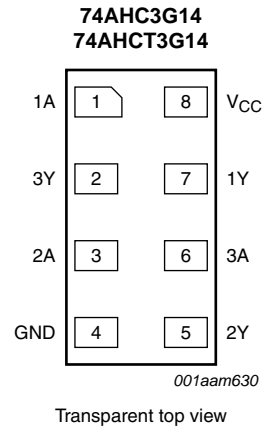 74AHC3G14
74AHCT3G14
1A 1 8 VCC
3Y 2 7 1Y
2A 3 6 3A
GND 4 5 2Y
001aam630
Transparent top view